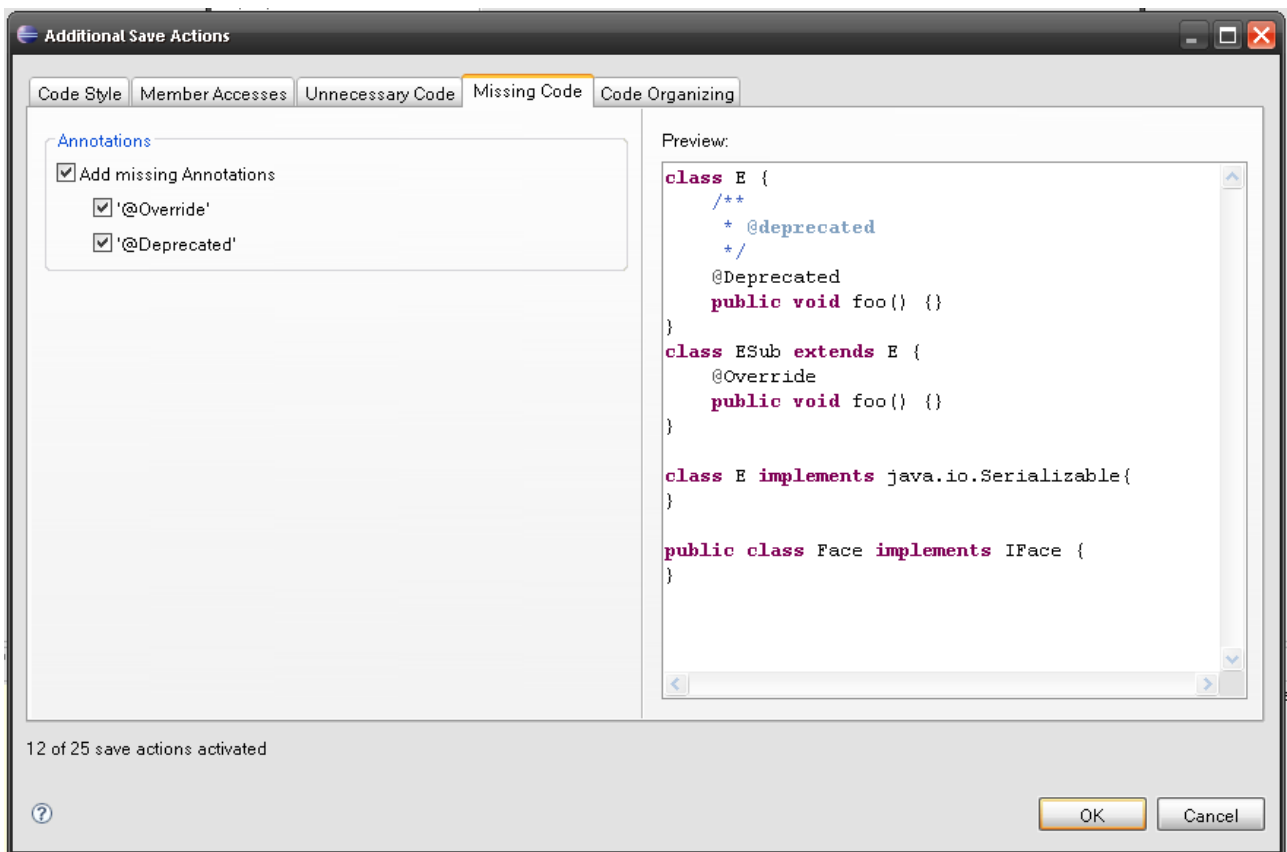 Additional Save Actions
Code Style Member Accesses Unnecessary Code Missing Code Code Organizing
Annotations
Add missing Annotations
'@Override'
'@Deprecated'
Preview:
class E {
    /**
     * @deprecated
     */
    @Deprecated
    public void foo() {}
}
class ESub extends E {
    @Override
    public void foo() {}
}
class E implements java.io.Serializable{
}
public class Face implements IFace {
}
12 of 25 save actions activated
OK Cancel